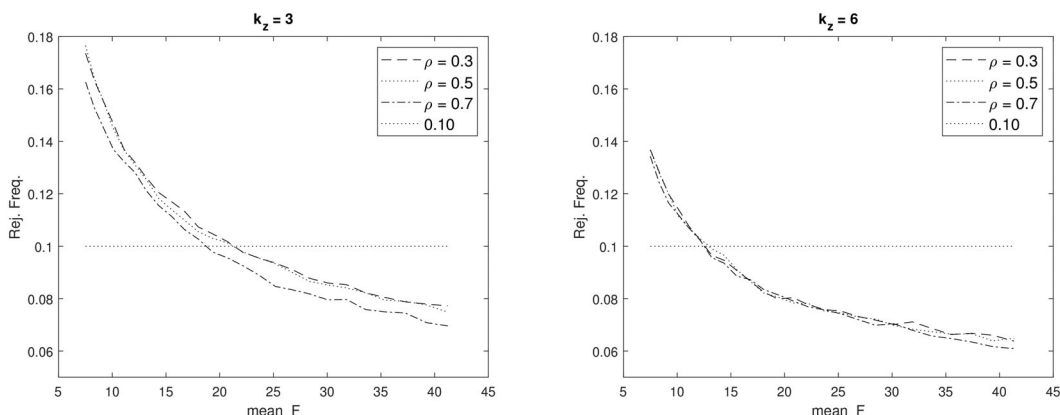 k_z = 3
0.18
0.16
0.14
0.12
0.1
0.08
0.06
Rej. Freq.
5 10 15 20 25 30 35 40 45
mean_F
ρ = 0.3
ρ = 0.5
ρ = 0.7
0.10
k_z = 6
0.18
0.16
0.14
0.12
0.1
0.08
0.06
Rej. Freq.
5 10 15 20 25 30 35 40 45
mean_F
ρ = 0.3
ρ = 0.5
ρ = 0.7
0.10